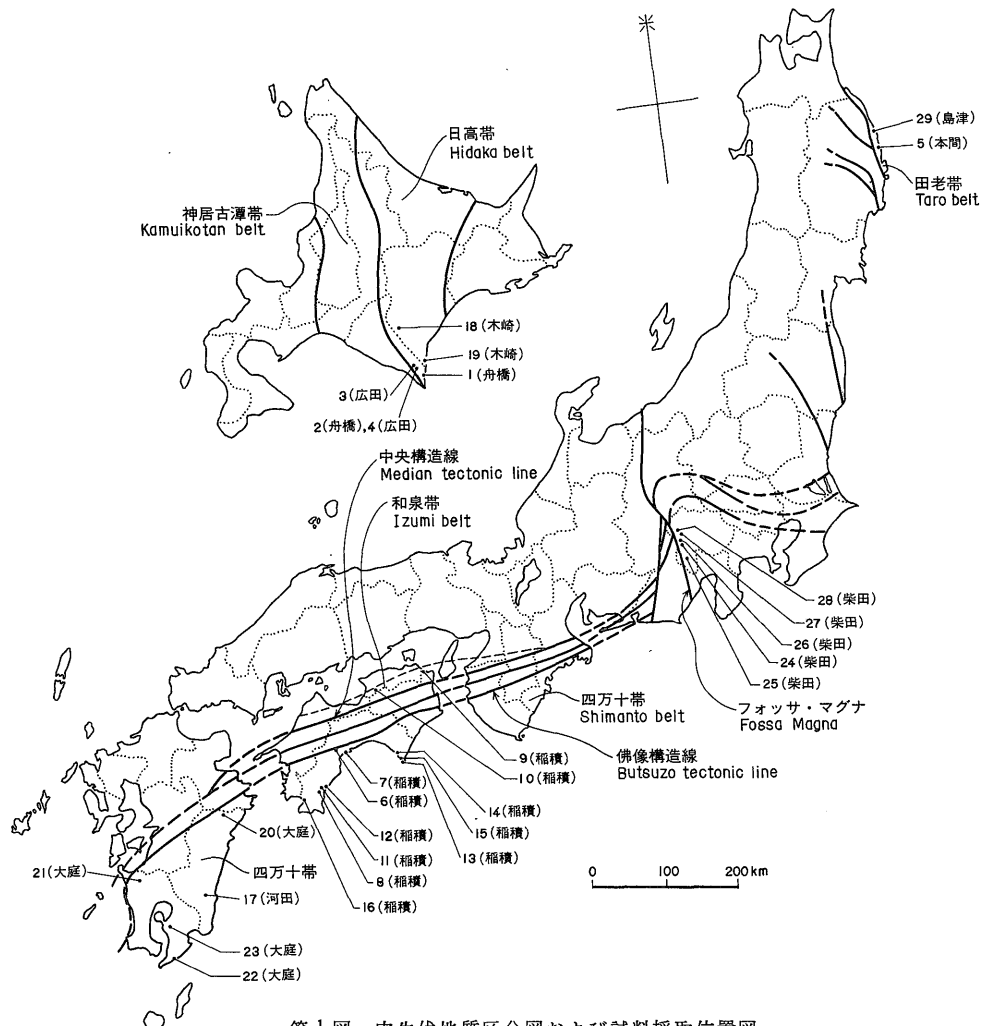 米
29(島津)
5(本間)
田老帯
Taro belt
日高帯
Hidaka belt
神居古潭帯
Kamuikotan belt
18(木崎)
19(木崎)
1(舟橋)
3(広田)
2(舟橋),4(広田)
中央構造線
Median tectonic line
和泉帯
Izumi belt
28(柴田)
27(柴田)
26(柴田)
24(柴田)
25(柴田)
フォッサ・マグナ
Fossa Magna
四万十帯
Shimanto belt
佛像構造線
Butsuzo tectonic line
9(稲積)
10(稲積)
7(稲積)
6(稲積)
14(稲積)
15(稲積)
13(稲積)
12(稲積)
11(稲積)
8(稲積)
16(稲積)
20(大庭)
21(大庭)
四万十帯
17(河田)
23(大庭)
22(大庭)
0 100 200km